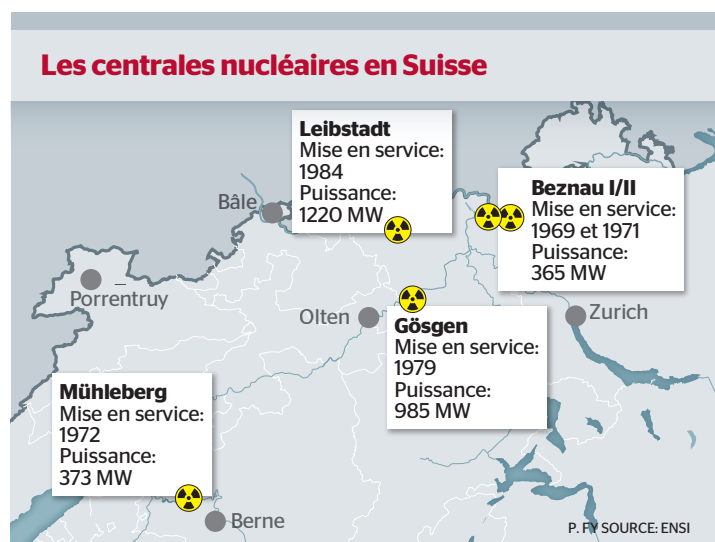 Les centrales nucléaires en Suisse
Leibstadt
Mise en service:
1984
Puissance:
1220 MW
Beznau I/II
Mise en service:
1969 et 1971
Puissance:
365 MW
Bâle
Porrentruy
Olten
Zurich
Gösgen
Mise en service:
1979
Puissance:
985 MW
Mühleberg
Mise en service:
1972
Puissance:
373 MW
Berne
P. FY SOURCE: ENSI